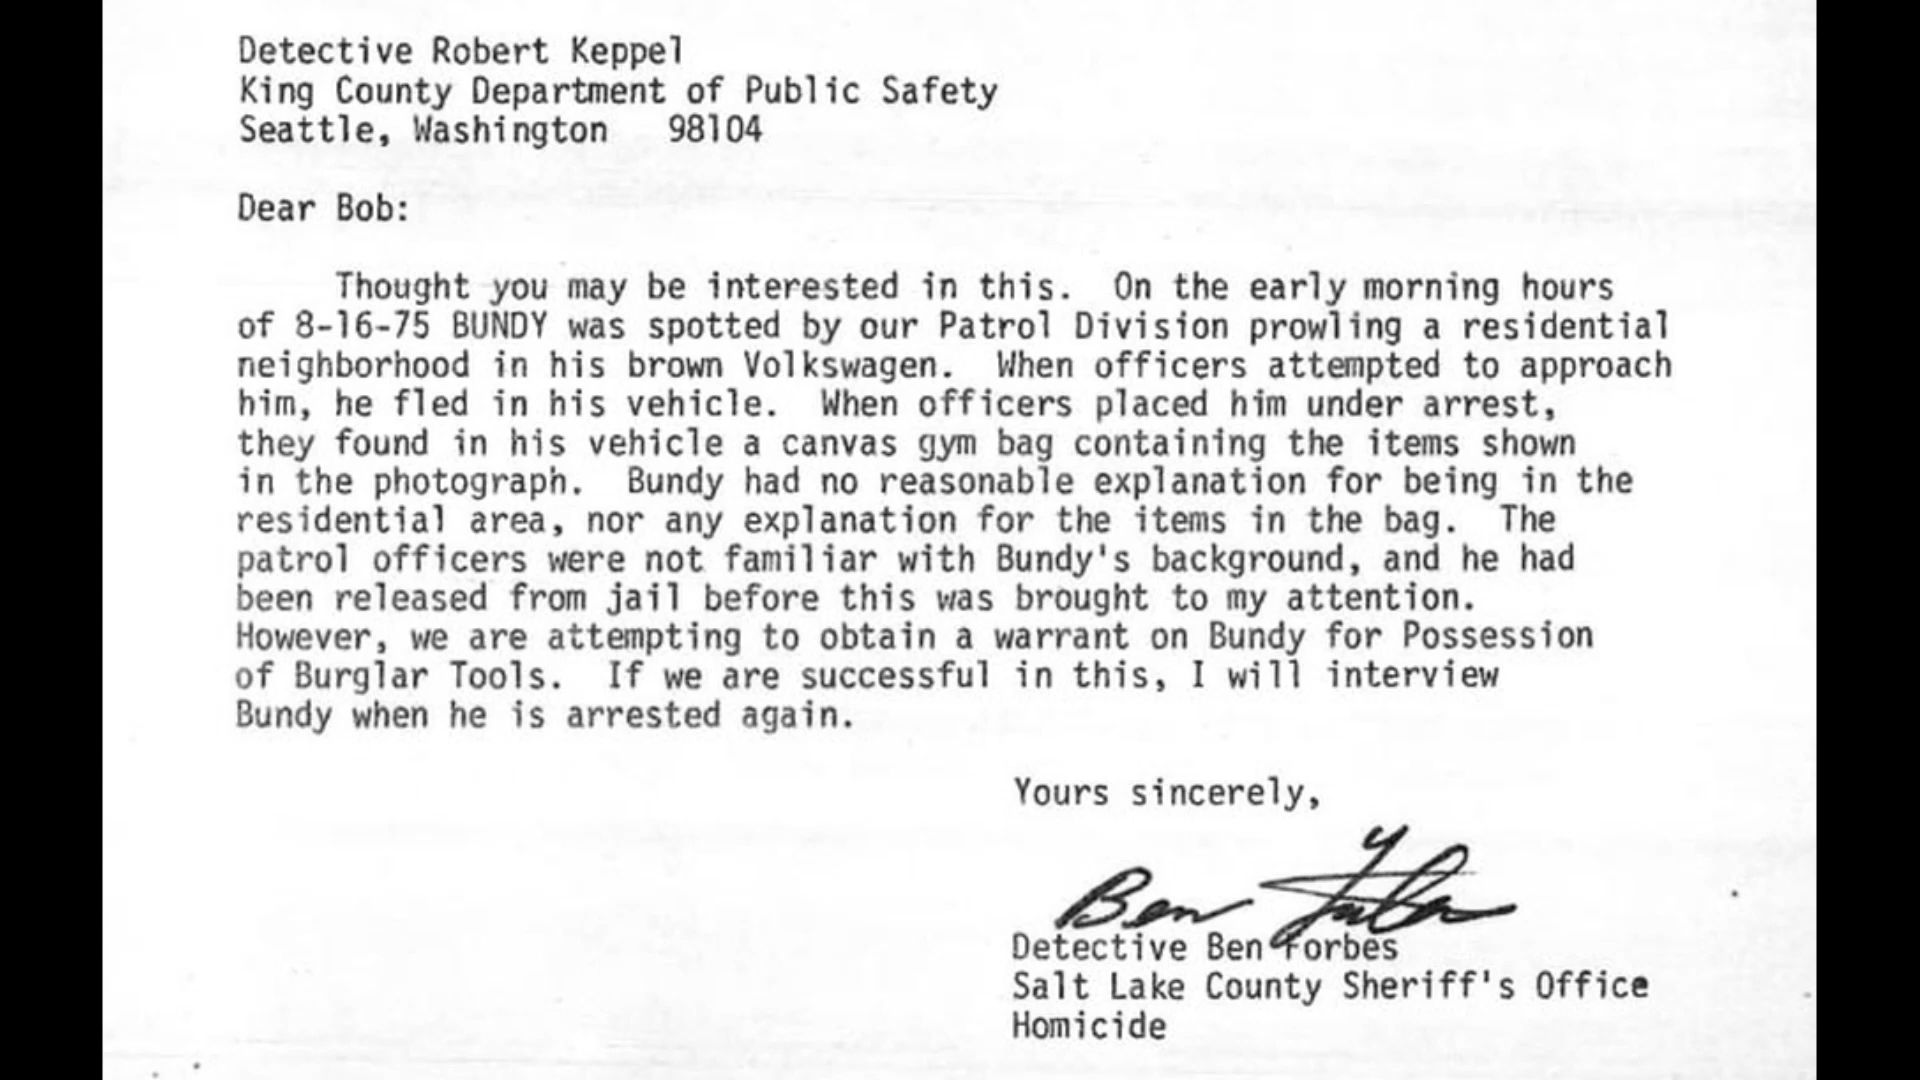 Detective Robert Keppel
King County Department of Public Safety
Seattle, Washington 98104
Dear Bob:
Thought you may be interested in this. On the early morning hours
of 8-16-75 BUNDY was spotted by our Patrol Division prowling a residential
neighborhood in his brown Volkswagen. When officers attempted to approach
him, he fled in his vehicle. When officers placed him under arrest,
they found in his vehicle a canvas gym bag containing the items shown
in the photograph. Bundy had no reasonable explanation for being in the
residential area, nor any explanation for the items in the bag. The
patrol officers were not familiar with Bundy's background, and he had
been released from jail before this was brought to my attention.
However, we are attempting to obtain a warrant on Bundy for Possession
of Burglar Tools. If we are successful in this, I will interview
Bundy when he is arrested again.
Yours sincerely,
Ben Forbes
Detective Ben Forbes
Salt Lake County Sheriff's Office
Homicide